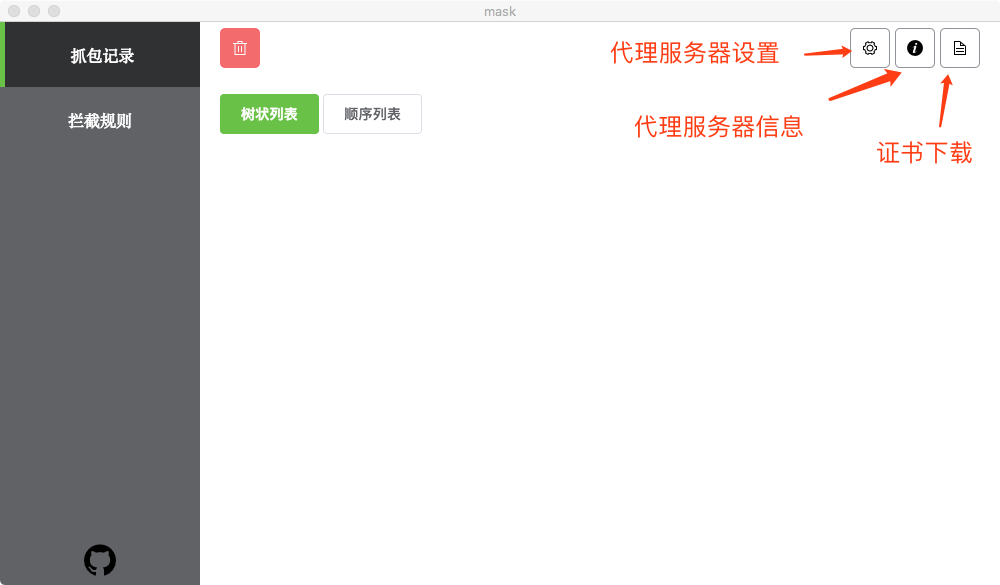 mask
抓包记录
拦截规则
树状列表
顺序列表
代理服务器设置
代理服务器信息
证书下载